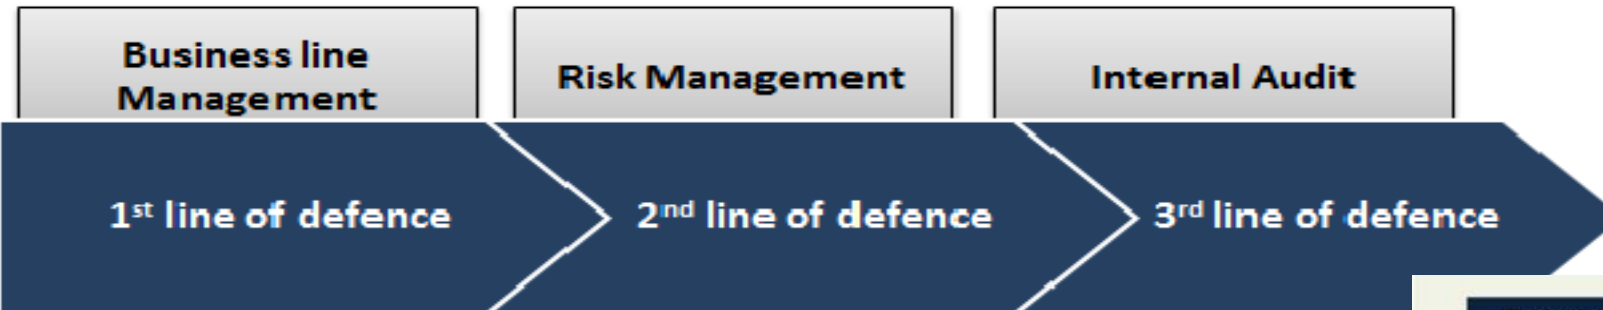 Business line
Management
Risk Management
Internal Audit
1st line of defence
2nd line of defence
3rd line of defence